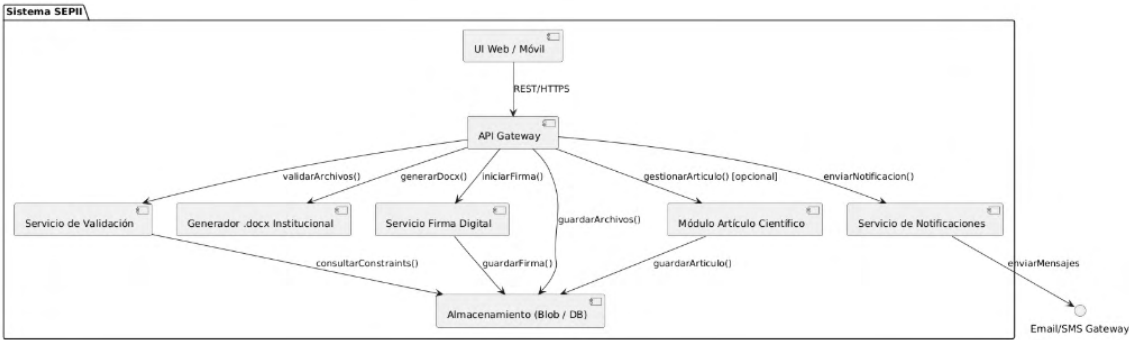 Sistema SEPII
UI Web / Móvil
REST/HTTPS
API Gateway
validarArchivos()
generarDocx()
iniciarFirma()
gestionarArticulo() [opcional]
enviarNotificacion()
guardarArchivos()
Servicio de Validación
Generador .docx Institucional
Servicio Firma Digital
Módulo Artículo Científico
Servicio de Notificaciones
consultarConstraints()
guardarFirma()
guardarArticulo()
enviarMensajes
Almacenamiento (Blob / DB)
Email/SMS Gateway